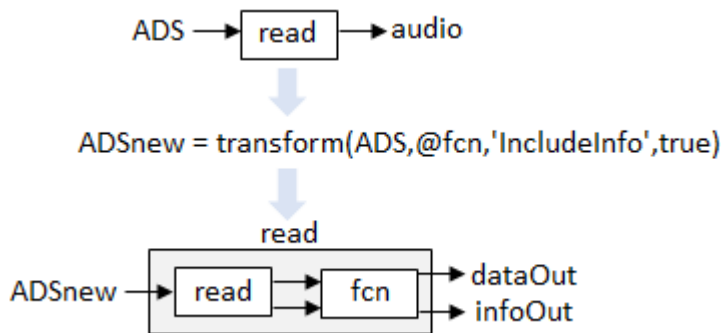 ADS read audio
ADSnew = transform(ADS,@fcn,'IncludeInfo',true)
read
ADSnew read fcn dataOut
infoOut